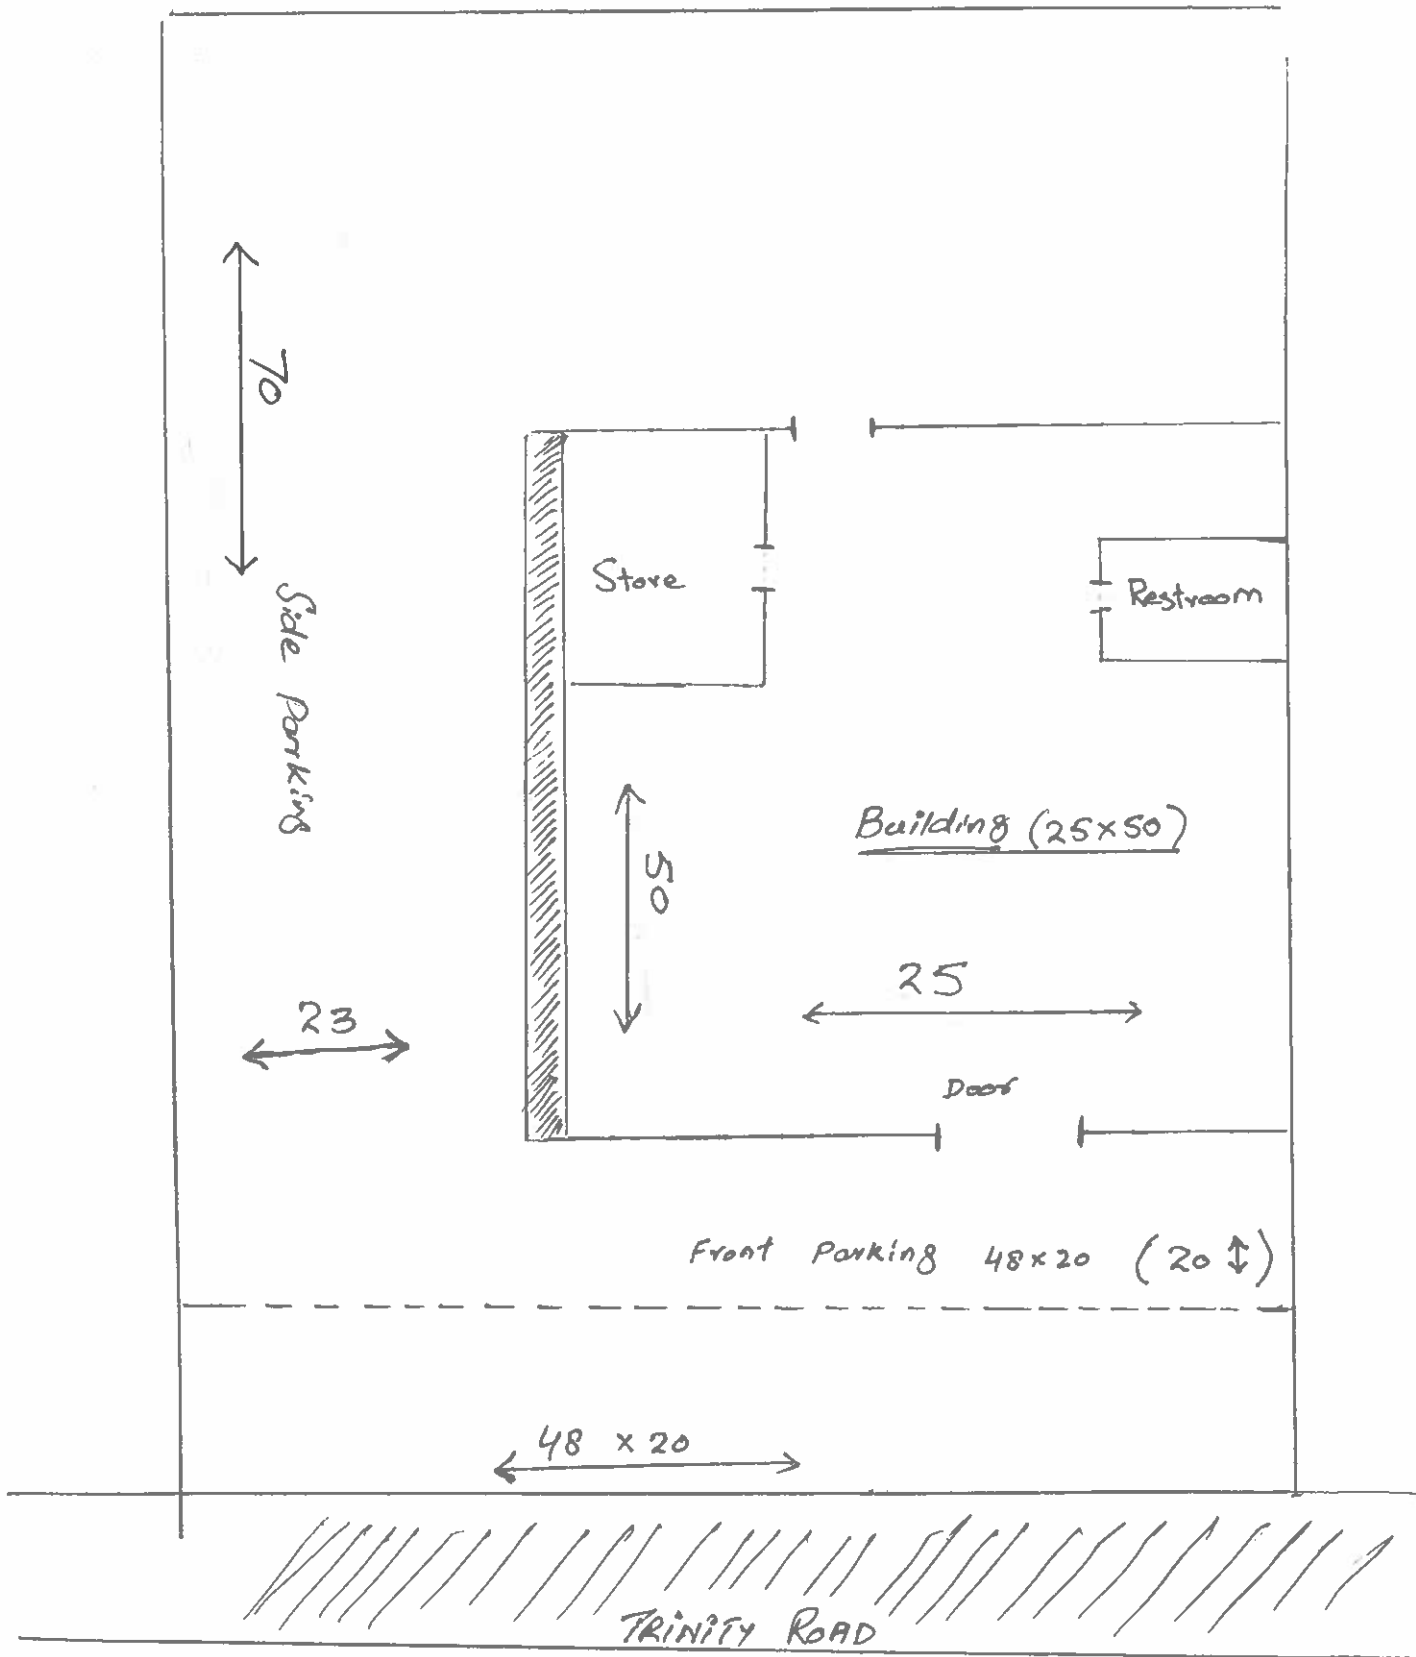 70
Store
Restroom
Side Parking
Building (25x50)
50
25
23
Door
Front Parking 48x20 (20 ↕)
48 x 20
TRINITY ROAD